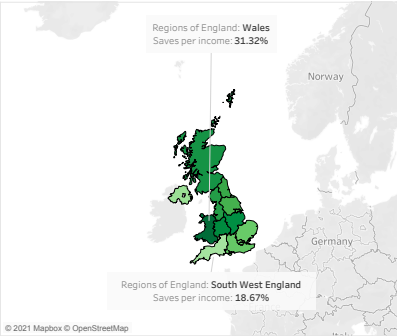 Regions of England: Wales
Saves per income: 31.32%
Norway
Germany
Regions of England: South West England
Saves per income: 18.67%
© 2021 Mapbox © OpenStreetMap